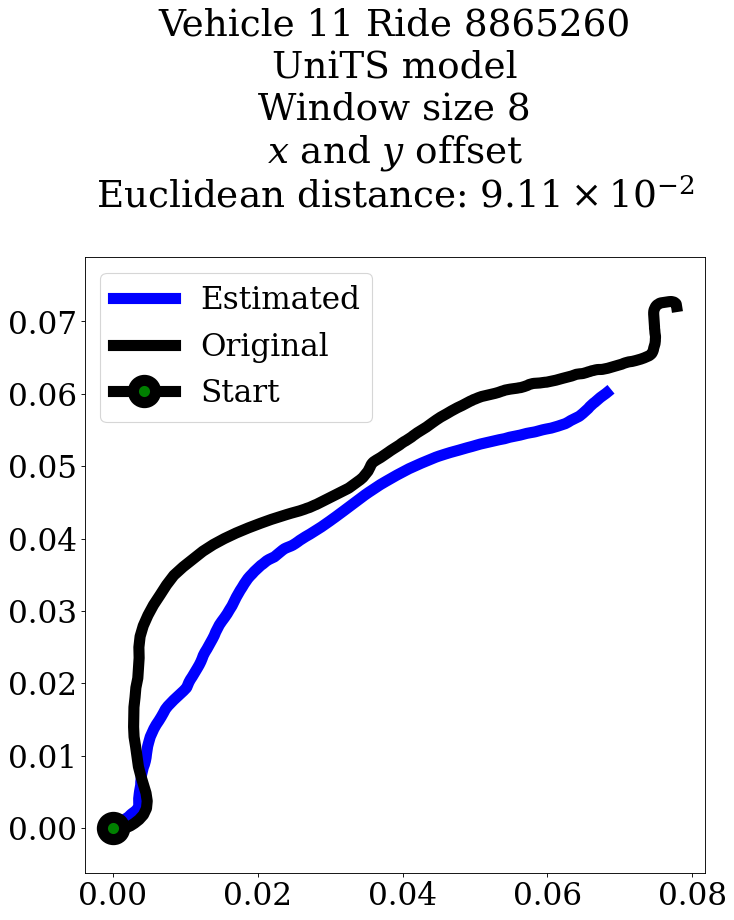 Vehicle 11 Ride 8865260
UniTS model
Window size 8
x and y offset
Euclidean distance: 9.11 × 10⁻²
Estimated
Original
Start
0.07
0.06
0.05
0.04
0.03
0.02
0.01
0.00
0.00 0.02 0.04 0.06 0.08